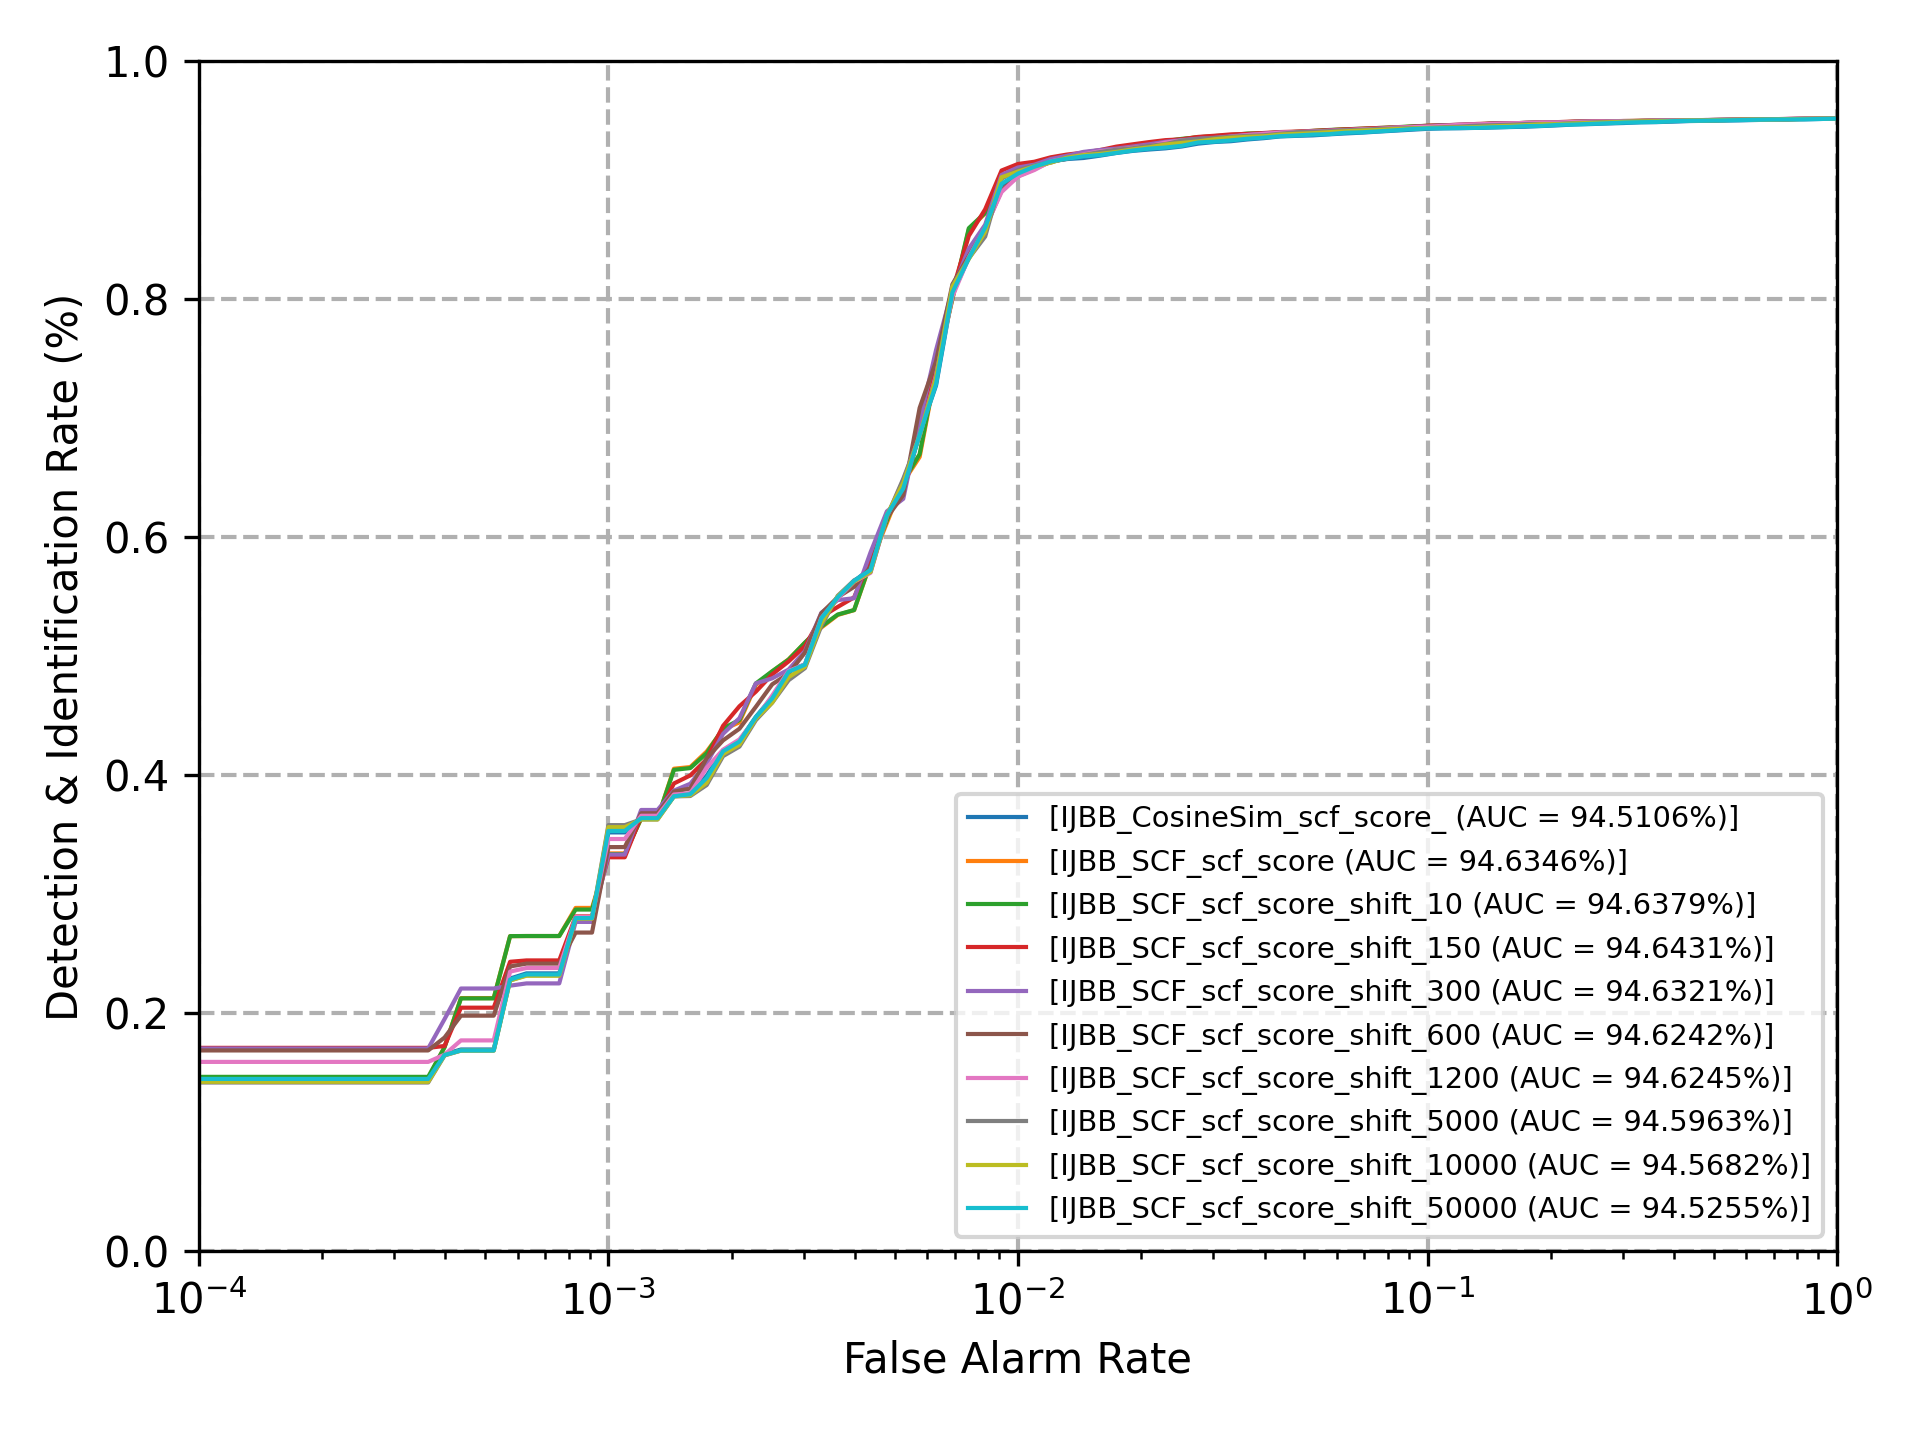 1.0
0.8
0.6
0.4
0.2
0.0
Detection & Identification Rate (%)
[IJBB_CosineSim_scf_score_ (AUC = 94.5106%)]
[IJBB_SCF_scf_score (AUC = 94.6346%)]
[IJBB_SCF_scf_score_shift_10 (AUC = 94.6379%)]
[IJBB_SCF_scf_score_shift_150 (AUC = 94.6431%)]
[IJBB_SCF_scf_score_shift_300 (AUC = 94.6321%)]
[IJBB_SCF_scf_score_shift_600 (AUC = 94.6242%)]
[IJBB_SCF_scf_score_shift_1200 (AUC = 94.6245%)]
[IJBB_SCF_scf_score_shift_5000 (AUC = 94.5963%)]
[IJBB_SCF_scf_score_shift_10000 (AUC = 94.5682%)]
[IJBB_SCF_scf_score_shift_50000 (AUC = 94.5255%)]
10⁻⁴ 10⁻³ 10⁻² 10⁻¹ 10⁰
False Alarm Rate